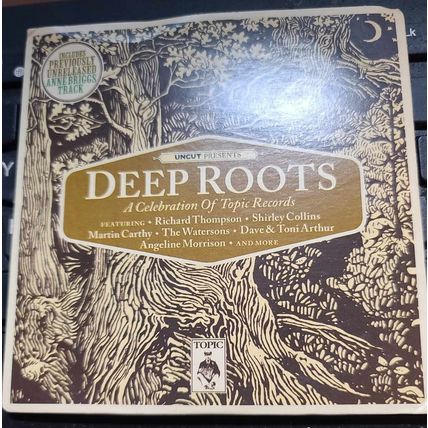 INCLUDES
PREVIOUSLY
UNRELEASED
ANNE BRIGGS
TRACK
UNCUT PRESENTS
DEEP ROOTS
A Celebration Of Topic Records
FEATURING • Richard Thompson • Shirley Collins
Martin Carthy • The Watersons • Dave & Toni Arthur
Angeline Morrison • AND MORE
TOPIC